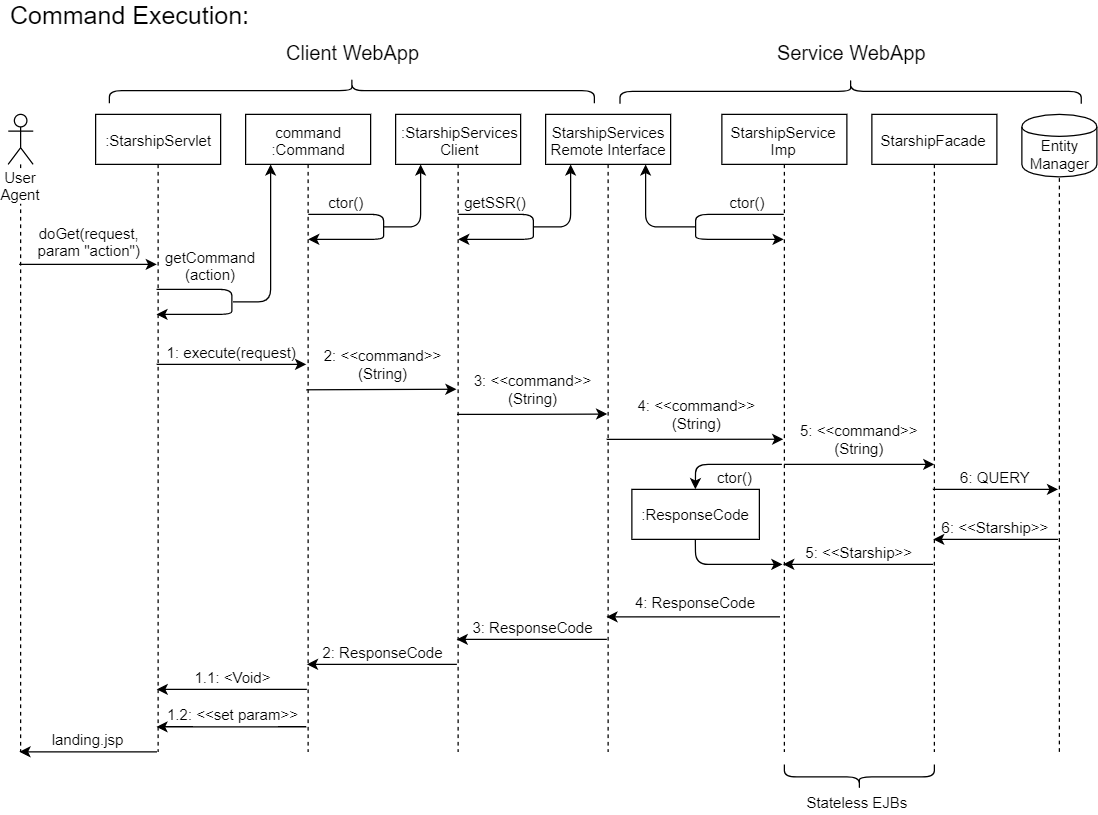 Command Execution:
Client WebApp
Service WebApp
:StarshipServlet
command
:Command
:StarshipServices
Client
StarshipServices
Remote Interface
StarshipService
Imp
StarshipFacade
Entity
Manager
User
Agent
ctor()
getSSR()
ctor()
doGet(request,
param "action")
getCommand
(action)
1: execute(request)
2: <<command>>
(String)
3: <<command>>
(String)
4: <<command>>
(String)
5: <<command>>
(String)
ctor()
6: QUERY
:ResponseCode
6: <<Starship>>
5: <<Starship>>
4: ResponseCode
3: ResponseCode
2: ResponseCode
1.1: <Void>
1.2: <<set param>>
landing.jsp
Stateless EJBs